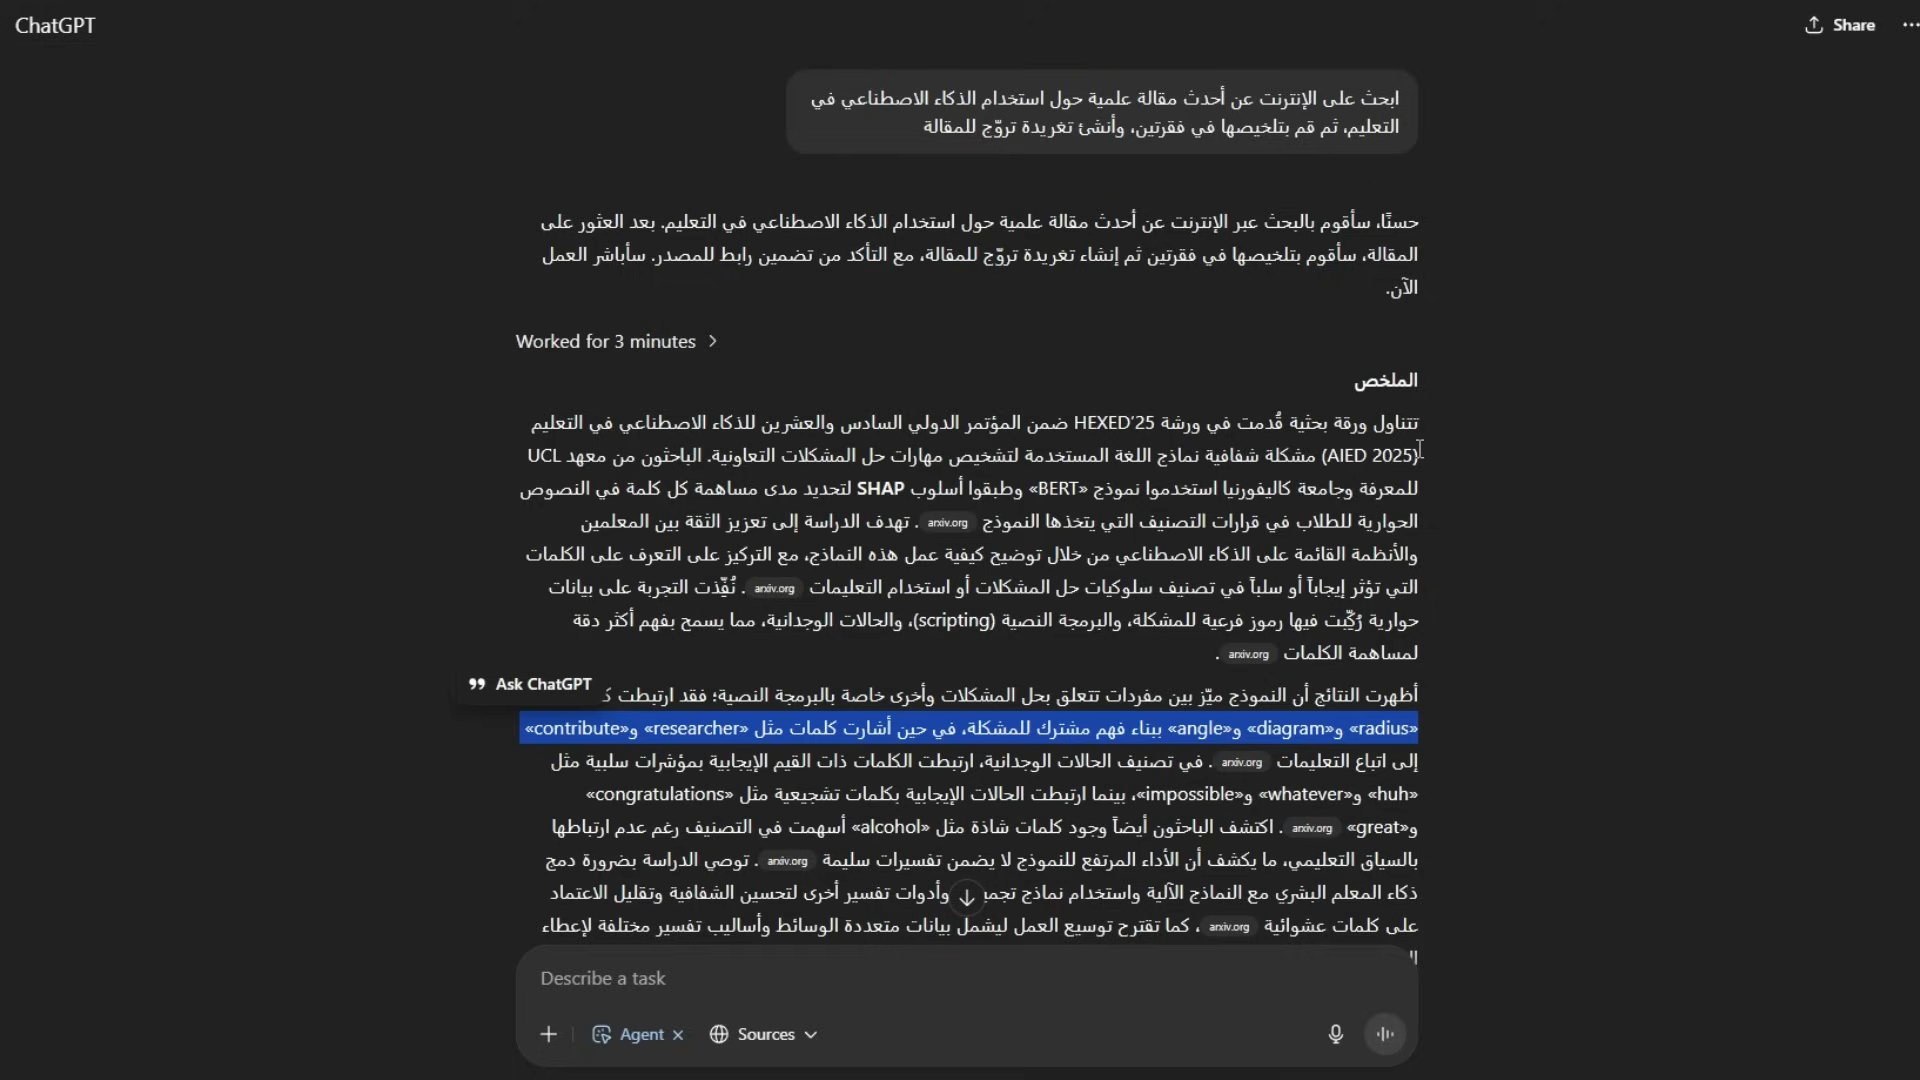 ChatGPT
Share
ابحث على الإنترنت عن أحدث مقالة علمية حول استخدام الذكاء الاصطناعي في
التعليم، ثم قم بتلخيصها في فقرتين، وأنشئ تغريدة تروّج للمقالة
حسنًا، سأقوم بالبحث عبر الإنترنت عن أحدث مقالة علمية حول استخدام الذكاء الاصطناعي في التعليم. بعد العثور على
المقالة، سأقوم بتلخيصها في فقرتين ثم إنشاء تغريدة تروّج للمقالة، مع التأكد من تضمين رابط للمصدر. سأباشر العمل
الآن.
Worked for 3 minutes
الملخص
تتناول ورقة بحثية قُدمت في ورشة HEXED’25 ضمن المؤتمر الدولي السادس والعشرين للذكاء الاصطناعي في التعليم
(AIED 2025) مشكلة شفافية نماذج اللغة المستخدمة لتشخيص مهارات حل المشكلات التعاونية. الباحثون من معهد UCL
للمعرفة وجامعة كاليفورنيا استخدموا نموذج «BERT» وطبقوا أسلوب SHAP لتحديد مدى مساهمة كل كلمة في النصوص
الحوارية للطلاب في قرارات التصنيف التي يتخذها النموذج arxiv.org . تهدف الدراسة إلى تعزيز الثقة بين المعلمين
والأنظمة القائمة على الذكاء الاصطناعي من خلال توضيح كيفية عمل هذه النماذج، مع التركيز على التعرف على الكلمات
التي تؤثر إيجاباً أو سلباً في تصنيف سلوكيات حل المشكلات أو استخدام التعليمات arxiv.org . نُفّذت التجربة على بيانات
حوارية رُكّبت فيها رموز فرعية للمشكلة، والبرمجة النصية (scripting)، والحالات الوجدانية، مما يسمح بفهم أكثر دقة
لمساهمة الكلمات arxiv.org .
Ask ChatGPT
أظهرت النتائج أن النموذج ميّز بين مفردات تتعلق بحل المشكلات وأخرى خاصة بالبرمجة النصية؛ فقد ارتبطت
«radius» و«diagram» و«angle» ببناء فهم مشترك للمشكلة، في حين أشارت كلمات مثل «researcher» و«contribute»
إلى اتباع التعليمات arxiv.org . في تصنيف الحالات الوجدانية، ارتبطت الكلمات ذات القيم الإيجابية بمؤشرات سلبية مثل
«huh» و«whatever» و«impossible»، بينما ارتبطت الحالات الإيجابية بكلمات تشجيعية مثل «congratulations»
و«great» arxiv.org . اكتشف الباحثون أيضاً وجود كلمات شاذة مثل «alcohol» أسهمت في التصنيف رغم عدم ارتباطها
بالسياق التعليمي، ما يكشف أن الأداء المرتفع للنموذج لا يضمن تفسيرات سليمة arxiv.org . توصي الدراسة بضرورة دمج
ذكاء المعلم البشري مع النماذج الآلية واستخدام نماذج وأدوات تفسير أخرى لتحسين الشفافية وتقليل الاعتماد
على كلمات عشوائية arxiv.org ، كما تقترح توسيع العمل ليشمل بيانات متعددة الوسائط وأساليب تفسير مختلفة لإعطاء
Describe a task
Agent
Sources